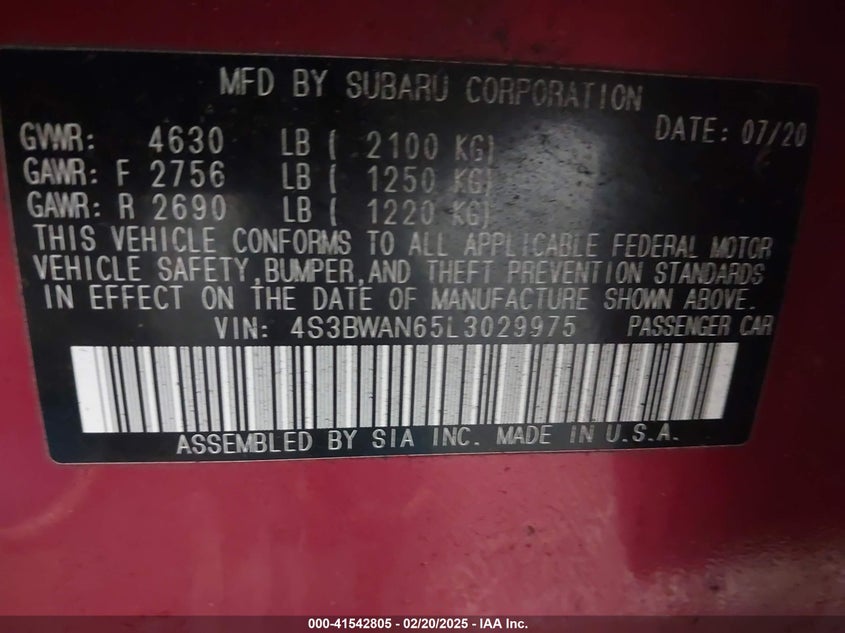 MFD BY SUBARU CORPORATION
DATE: 07/20
GVWR: 4630 LB ( 2100 KG)
GAWR: F 2756 LB ( 1250 KG)
GAWR: R 2690 LB ( 1220 KG)
THIS VEHICLE CONFORMS TO ALL APPLICABLE FEDERAL MOTOR
VEHICLE SAFETY,BUMPER,AND THEFT PREVENTION STANDARDS
IN EFFECT ON THE DATE OF MANUFACTURE SHOWN ABOVE.
VIN: 4S3BWAN65L3029975 PASSENGER CAR
ASSEMBLED BY SIA INC. MADE IN U.S.A.
000-41542805 - 02/20/2025 - IAA Inc.